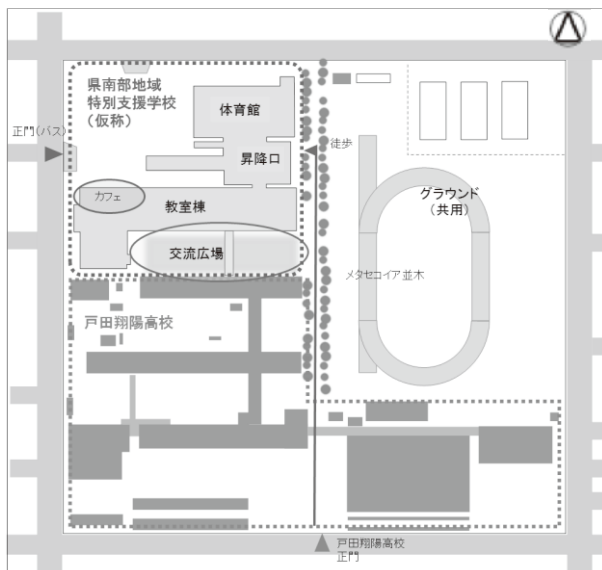 県南部地域
特別支援学校
(仮称)
体育館
正門(バス)
徒歩
昇降口
カフェ
教室棟
グラウンド
(共用)
交流広場
メタセコイア並木
戸田翔陽高校
戸田翔陽高校
正門